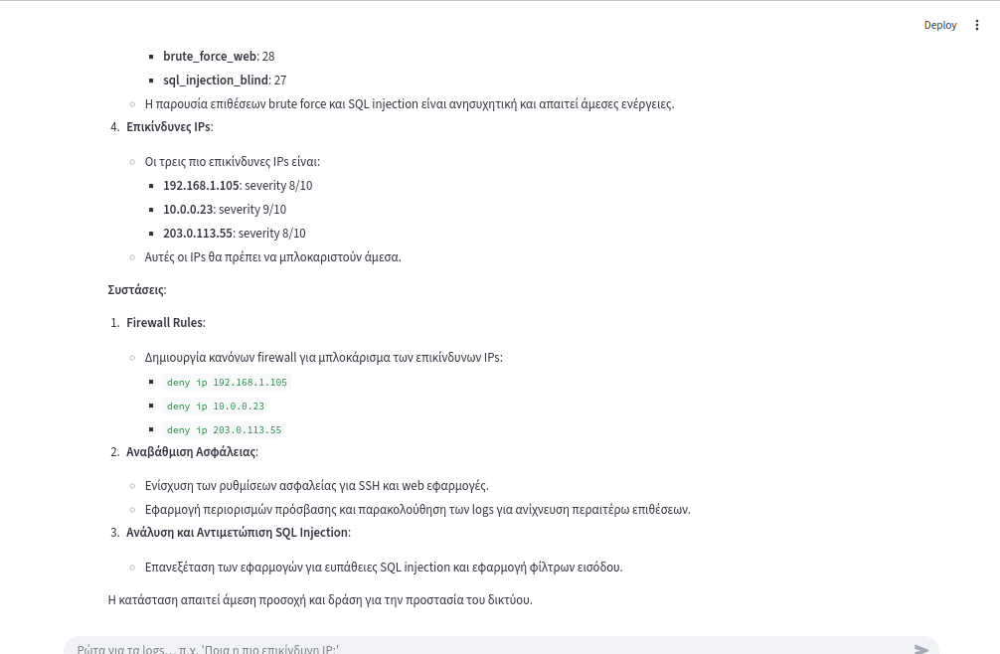 Deploy
brute_force_web: 28
sql_injection_blind: 27
Η παρουσία επιθέσεων brute force και SQL injection είναι ανησυχητική και απαιτεί άμεσες ενέργειες.
4. Επικίνδυνες IPs:
Οι τρεις πιο επικίνδυνες IPs είναι:
192.168.1.105: severity 8/10
10.0.0.23: severity 9/10
203.0.113.55: severity 8/10
Αυτές οι IPs θα πρέπει να μπλοκαριστούν άμεσα.
Συστάσεις:
1. Firewall Rules:
Δημιουργία κανόνων firewall για μπλοκάρισμα των επικίνδυνων IPs:
deny ip 192.168.1.105
deny ip 10.0.0.23
deny ip 203.0.113.55
2. Αναβάθμιση Ασφάλειας:
Ενίσχυση των ρυθμίσεων ασφαλείας για SSH και web εφαρμογές.
Εφαρμογή περιορισμών πρόσβασης και παρακολούθηση των logs για ανίχνευση περαιτέρω επιθέσεων.
3. Ανάλυση και Αντιμετώπιση SQL Injection:
Επανεξέταση των εφαρμογών για ευπάθειες SQL injection και εφαρμογή φίλτρων εισόδου.
Η κατάσταση απαιτεί άμεση προσοχή και δράση για την προστασία του δικτύου.
Ρώτα για τα logs… π.χ. 'Ποια η πιο επικίνδυνη IP;'